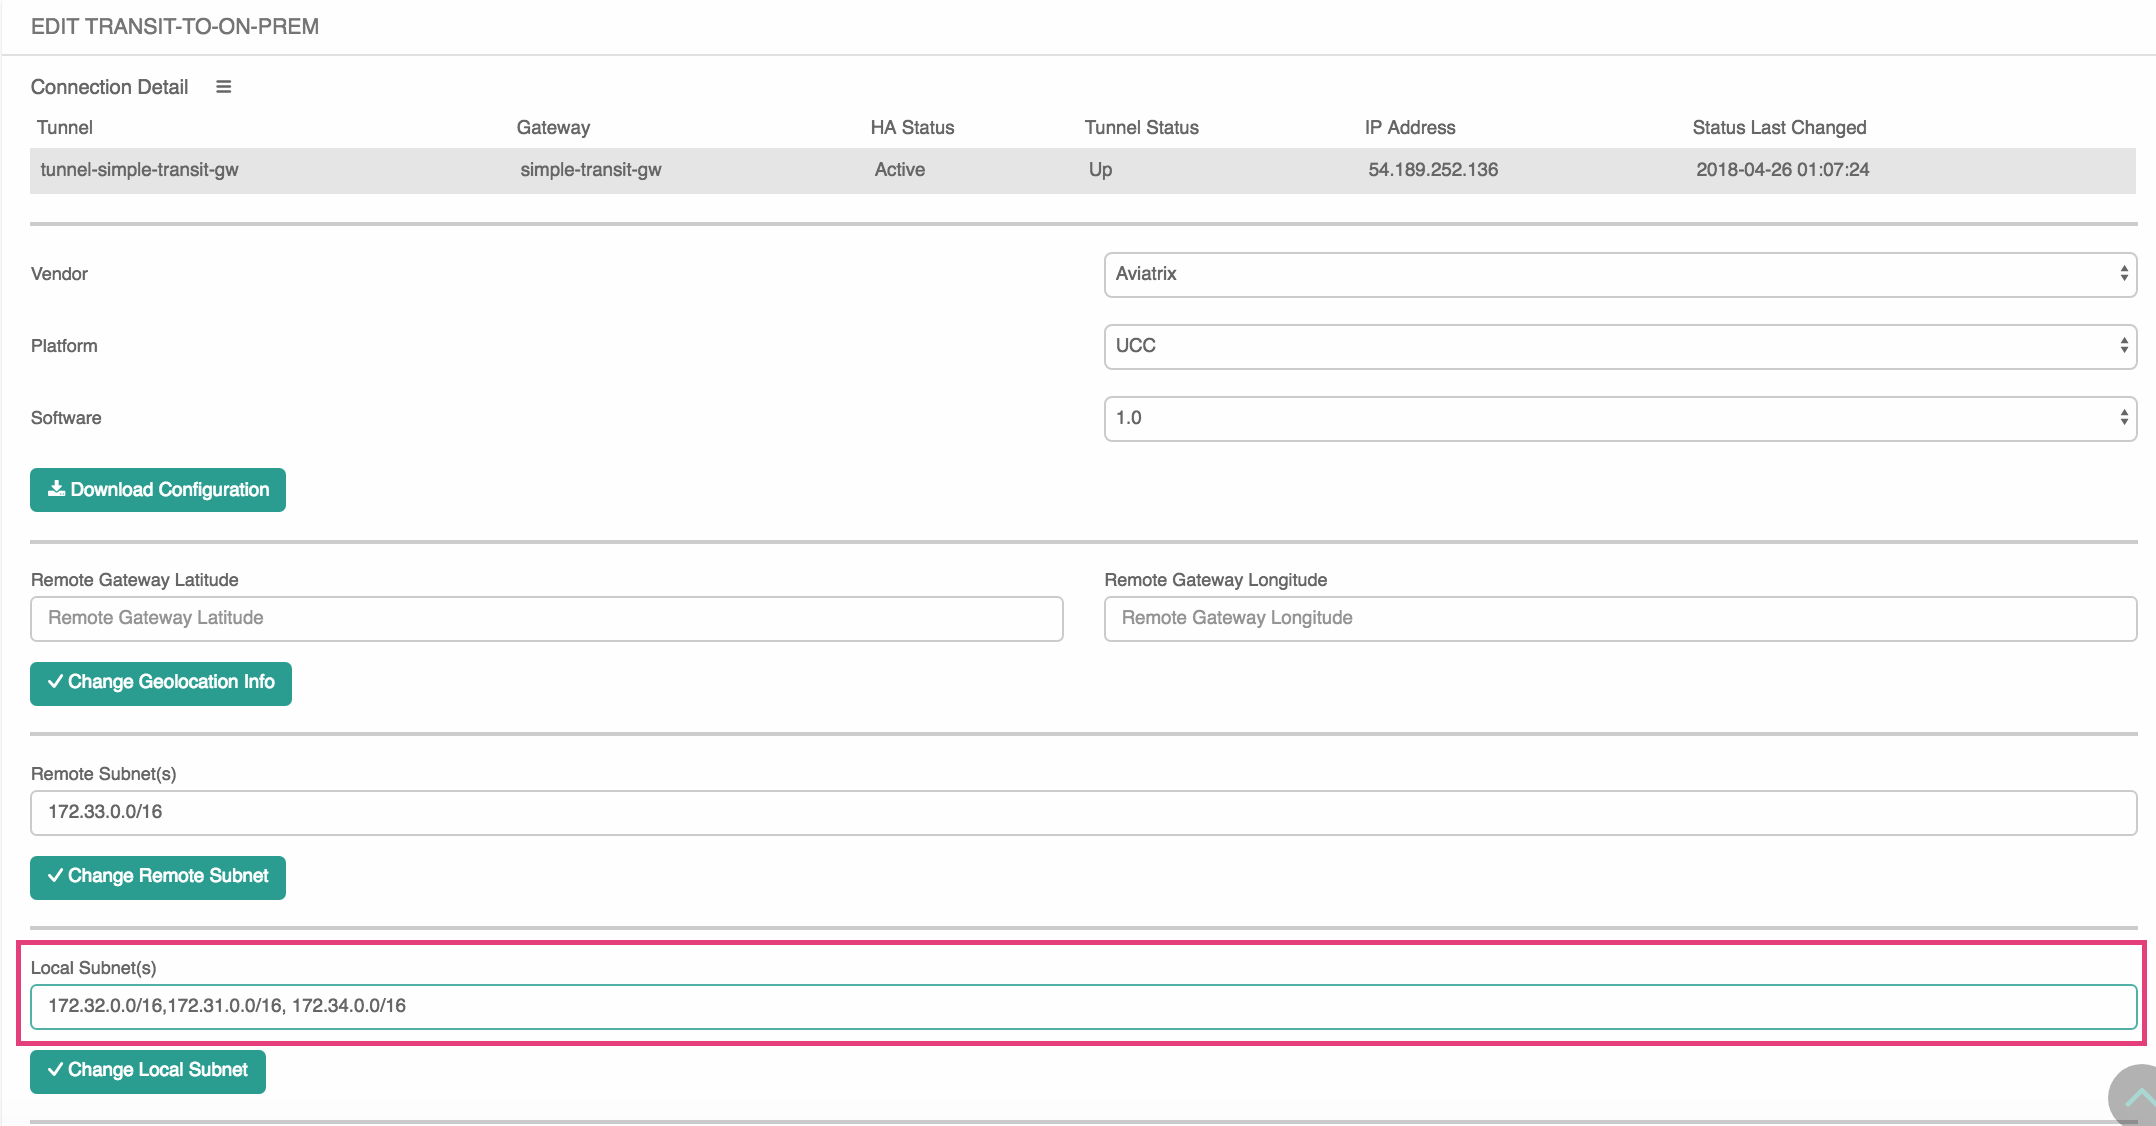 EDIT TRANSIT-TO-ON-PREM
Connection Detail
Tunnel Gateway HA Status Tunnel Status IP Address Status Last Changed
tunnel-simple-transit-gw simple-transit-gw Active Up 54.189.252.136 2018-04-26 01:07:24
Vendor Aviatrix
Platform UCC
Software 1.0
Download Configuration
Remote Gateway Latitude Remote Gateway Longitude
Remote Gateway Latitude Remote Gateway Longitude
Change Geolocation Info
Remote Subnet(s)
172.33.0.0/16
Change Remote Subnet
Local Subnet(s)
172.32.0.0/16,172.31.0.0/16, 172.34.0.0/16
Change Local Subnet